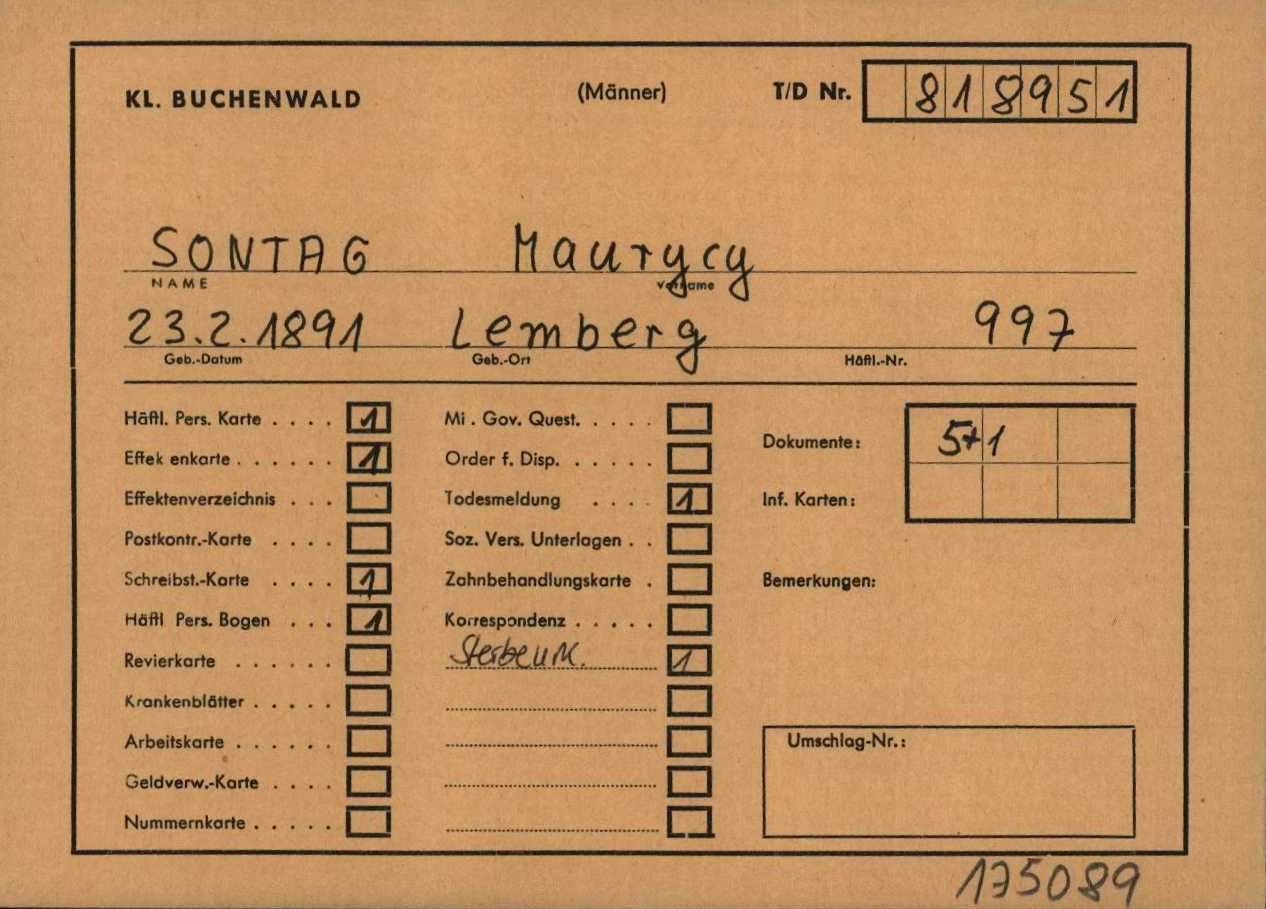 KL. BUCHENWALD (Männer) T/D Nr. 818951
SONTAG Maurycy
NAME Vorname
23.2.1891 Lemberg 997
Geb.-Datum Geb.-Ort Häftl.-Nr.
Häftl. Pers. Karte . . . . 1 Mi. Gov. Quest. . . . . Dokumente: 5+1
Effek enkarte . . . . . . 1 Order f. Disp. . . . . .
Effektenverzeichnis . . . Todesmeldung . . . . 1 Inf. Karten:
Postkontr.-Karte . . . . Soz. Vers. Unterlagen . .
Schreibst.-Karte . . . . 1 Zahnbehandlungskarte . Bemerkungen:
Häftl Pers. Bogen . . . 1 Korrespondenz . . . . .
Revierkarte . . . . . . Sterbeurk. 1
Krankenblätter . . . . .
Arbeitskarte . . . . . . Umschlag-Nr.:
Geldverw.-Karte . . . .
Nummernkarte . . . . .
175089